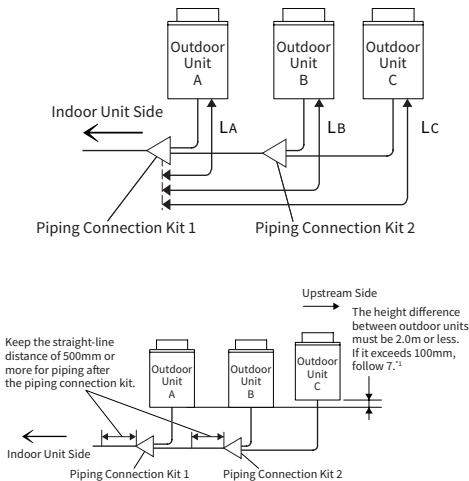 Outdoor
Unit
A
Outdoor
Unit
B
Outdoor
Unit
C
Indoor Unit Side
LA
LB
LC
Piping Connection Kit 1
Piping Connection Kit 2
Upstream Side
The height difference
between outdoor units
must be 2.0m or less.
If it exceeds 100mm,
follow 7.*1
Keep the straight-line
distance of 500mm or
more for piping after
the piping connection kit.
Outdoor
Unit
A
Outdoor
Unit
B
Outdoor
Unit
C
Indoor Unit Side
Piping Connection Kit 1
Piping Connection Kit 2